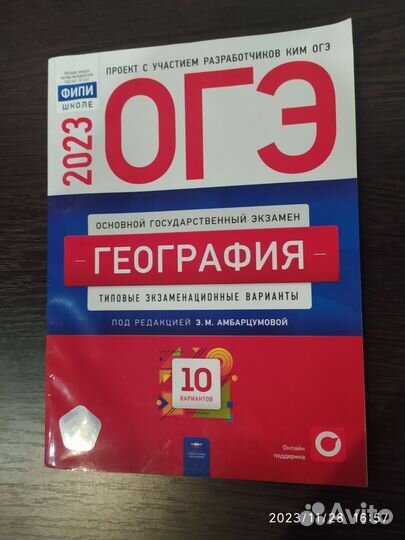 ПРОЕКТ С УЧАСТИЕМ РАЗРАБОТЧИКОВ КИМ ОГЭ
ФИПИ
ШКОЛЕ
2023
ОГЭ
ОСНОВНОЙ ГОСУДАРСТВЕННЫЙ ЭКЗАМЕН
ГЕОГРАФИЯ
ТИПОВЫЕ ЭКЗАМЕНАЦИОННЫЕ ВАРИАНТЫ
ПОД РЕДАКЦИЕЙ Э. М. АМБАРЦУМОВОЙ
10
ВАРИАНТОВ
Онлайн
поддержка
Avito
2023/11/28 16:57